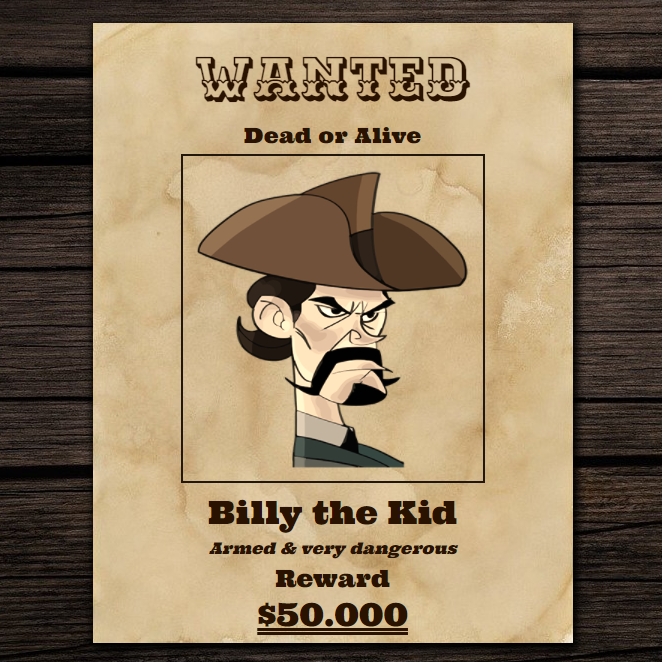 WANTED
Dead or Alive
Billy the Kid
Armed & very dangerous
Reward
$50.000